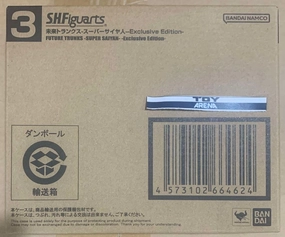 3
S.H.Figuarts
BANDAI NAMCO
未来トランクス-スーパーサイヤ人-Exclusive Edition-
FUTURE TRUNKS -SUPER SAIYAN- -Exclusive Edition-
TOY
ARENA
ダンボール
輸送箱
4 573102 664624
BAN
DAI